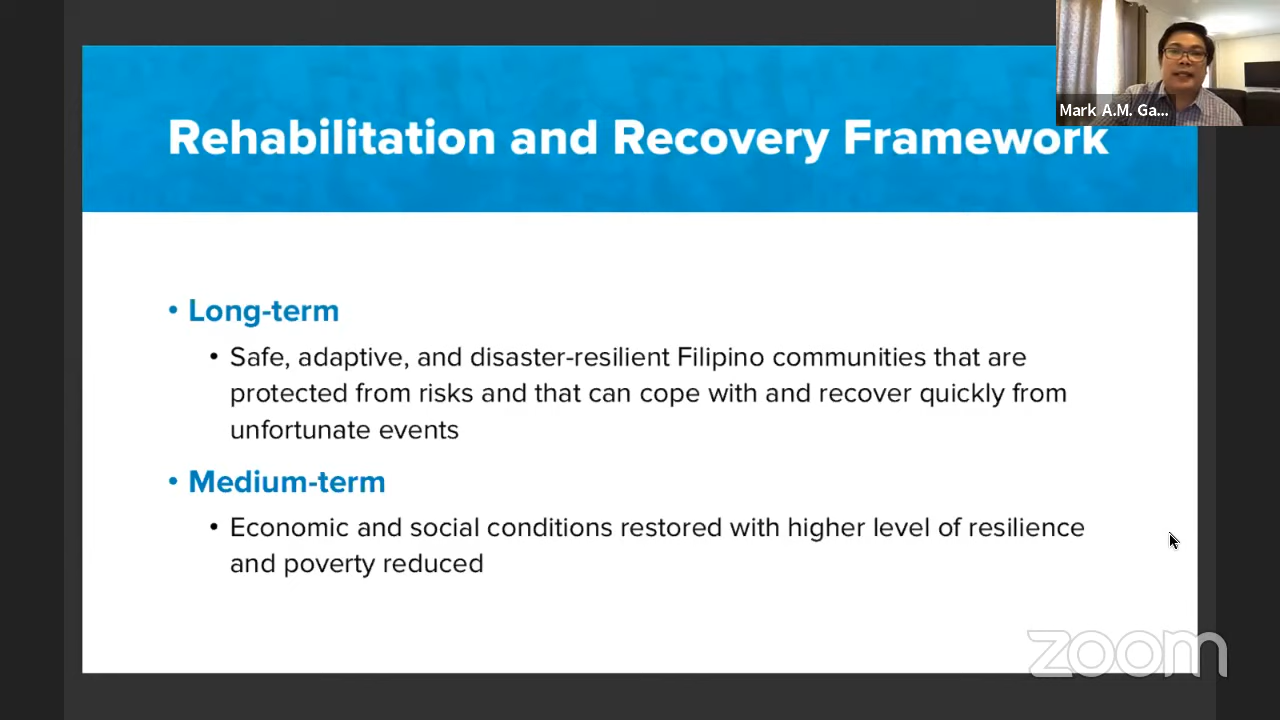 Mark A.M. Ga...
Rehabilitation and Recovery Framework
• Long-term
• Safe, adaptive, and disaster-resilient Filipino communities that are
protected from risks and that can cope with and recover quickly from
unfortunate events
• Medium-term
• Economic and social conditions restored with higher level of resilience
and poverty reduced
zoom